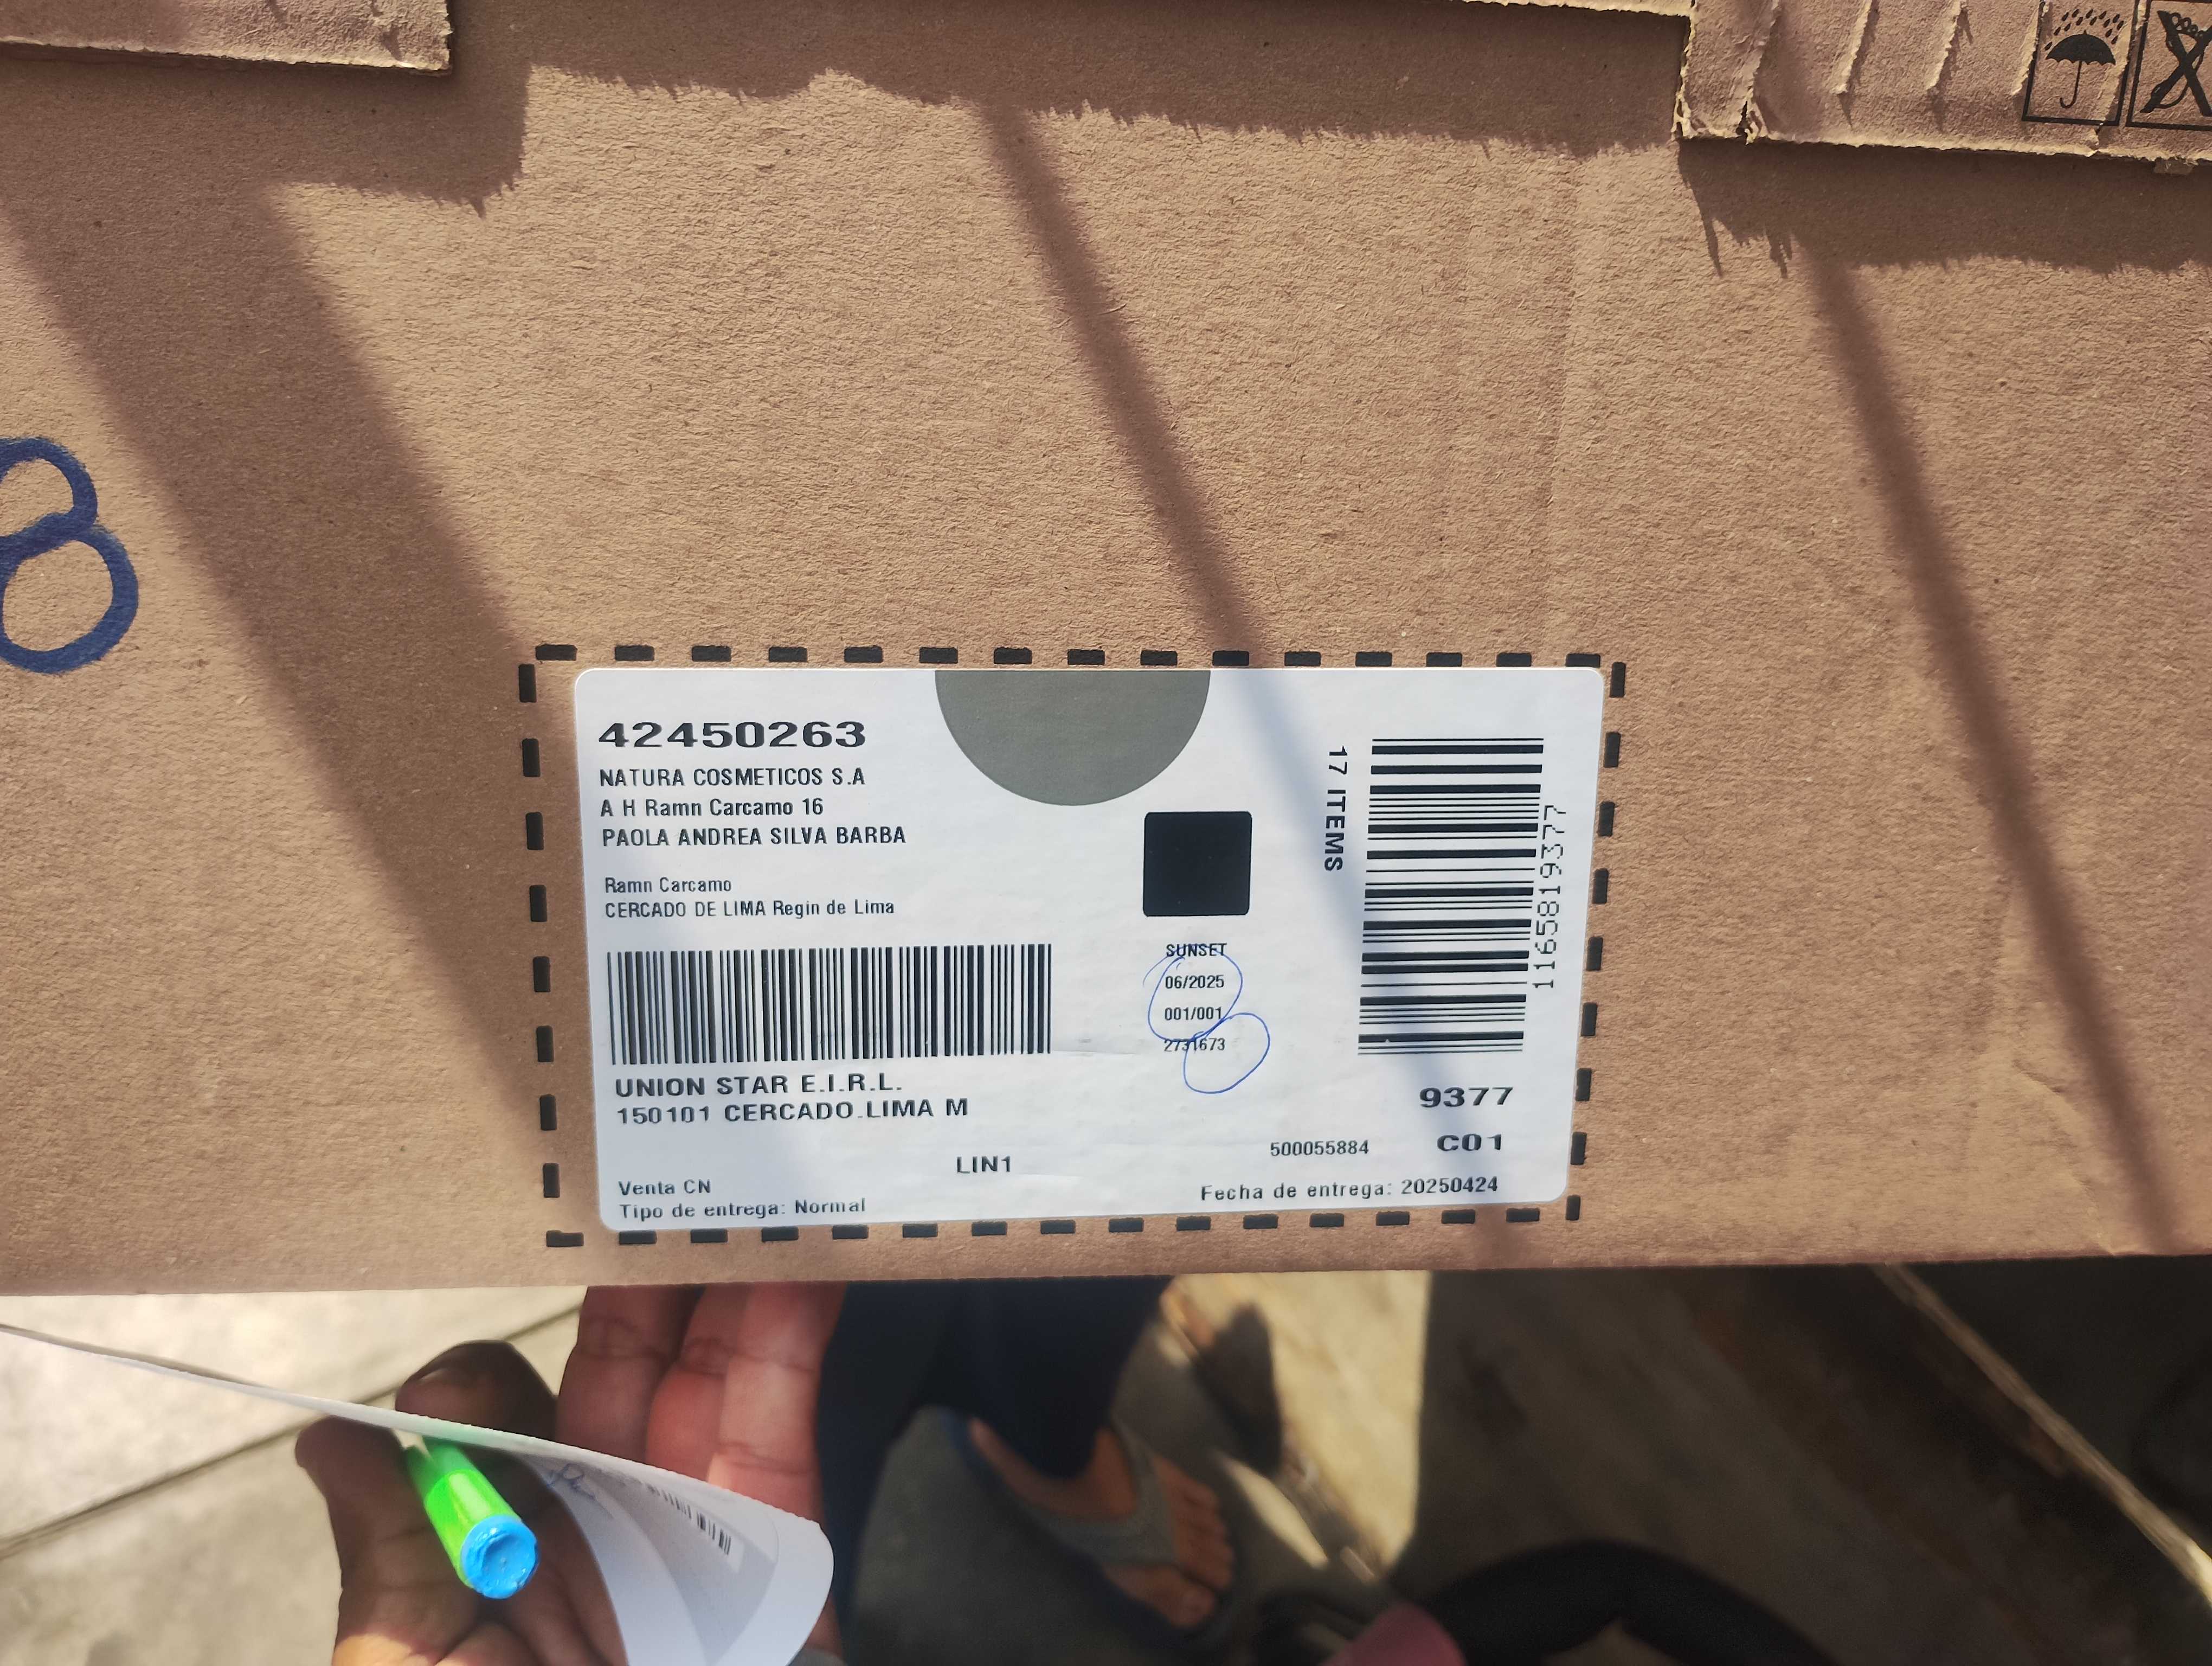 8
42450263
NATURA COSMETICOS S.A
A H Ramn Carcamo 16
PAOLA ANDREA SILVA BARBA
Ramn Carcamo
CERCADO DE LIMA Regin de Lima
17 ITEMS
11658819377
SUNSET
06/2025
001/001
2731673
UNION STAR E.I.R.L.
150101 CERCADO.LIMA M
9377
C01
500055884
LIN1
Venta CN
Tipo de entrega: Normal
Fecha de entrega: 20250424